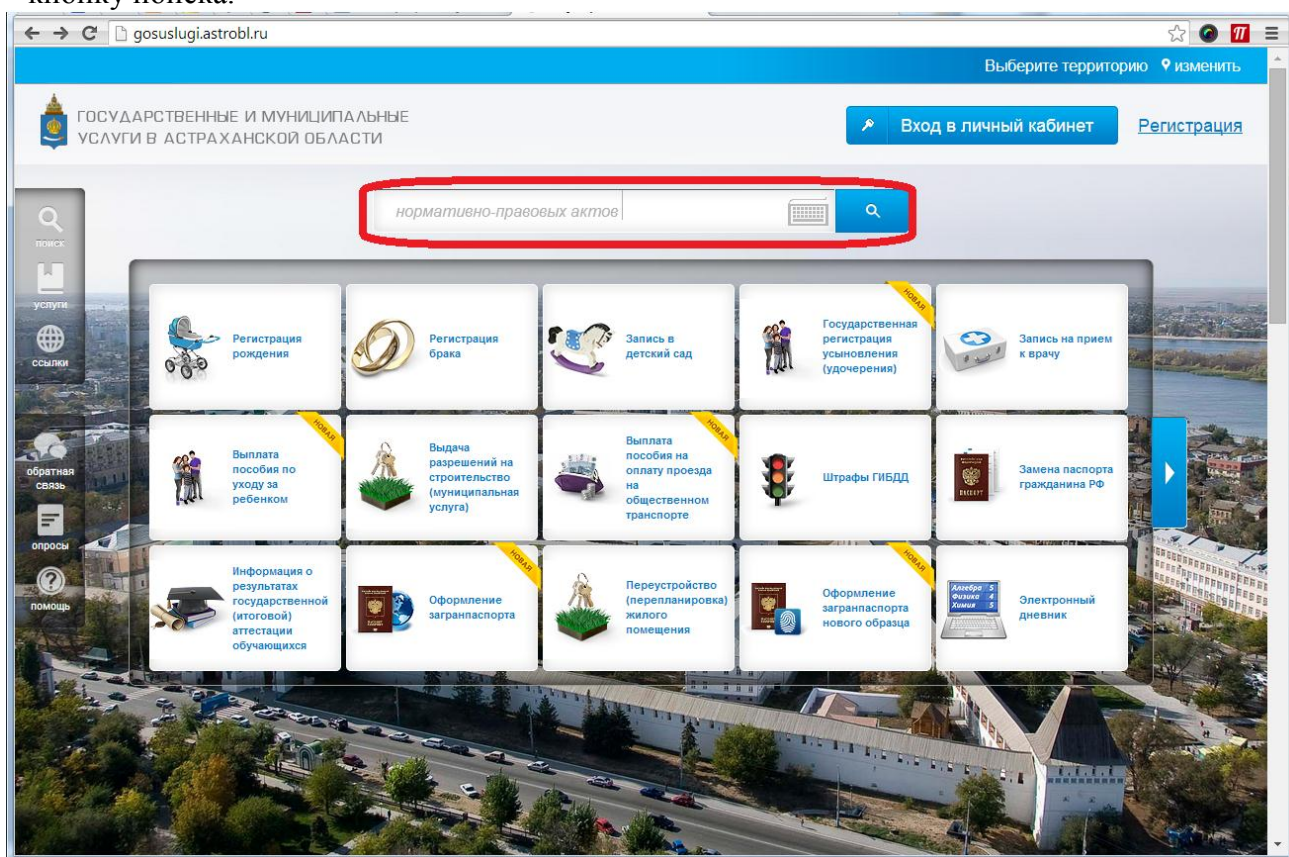 кнопку поиска.
gosuslugi.astrobl.ru
Выберите территорию изменить
ГОСУДАРСТВЕННЫЕ И МУНИЦИПАЛЬНЫЕ
УСЛУГИ В АСТРАХАНСКОЙ ОБЛАСТИ
Вход в личный кабинет
Регистрация
нормативно-правовых актов
поиск
услуги
ссылки
обратная
связь
опросы
помощь
Регистрация
рождения
Регистрация
брака
Запись в
детский сад
НОВАЯ
Государственная
регистрация
усыновления
(удочерения)
Запись на прием
к врачу
НОВАЯ
Выплата
пособия по
уходу за
ребенком
Выдача
разрешений на
строительство
(муниципальная
услуга)
НОВАЯ
Выплата
пособия на
оплату проезда
на
общественном
транспорте
Штрафы ГИБДД
ПАСПОРТ
Замена паспорта
гражданина РФ
Информация о
результатах
государственной
(итоговой)
аттестации
обучающихся
НОВАЯ
Оформление
загранпаспорта
Переустройство
(перепланировка)
жилого
помещения
НОВАЯ
Оформление
загранпаспорта
нового образца
Алгебра 5
Физика 4
Химия 5
Электронный
дневник